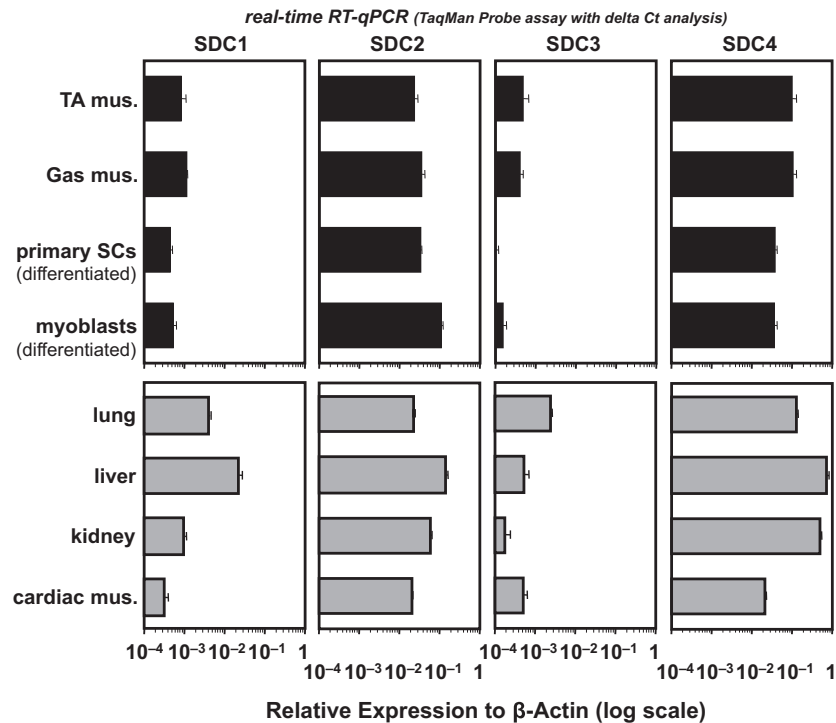 real-time RT-qPCR (TaqMan Probe assay with delta Ct analysis)
SDC1 SDC2 SDC3 SDC4
TA mus.
Gas mus.
primary SCs
(differentiated)
myoblasts
(differentiated)
lung
liver
kidney
cardiac mus.
10⁻⁴ 10⁻³ 10⁻² 10⁻¹ 1 10⁻⁴ 10⁻³ 10⁻² 10⁻¹ 1
10⁻⁴ 10⁻³ 10⁻² 10⁻¹ 1 10⁻⁴ 10⁻³ 10⁻² 10⁻¹ 1
Relative Expression to β-Actin (log scale)